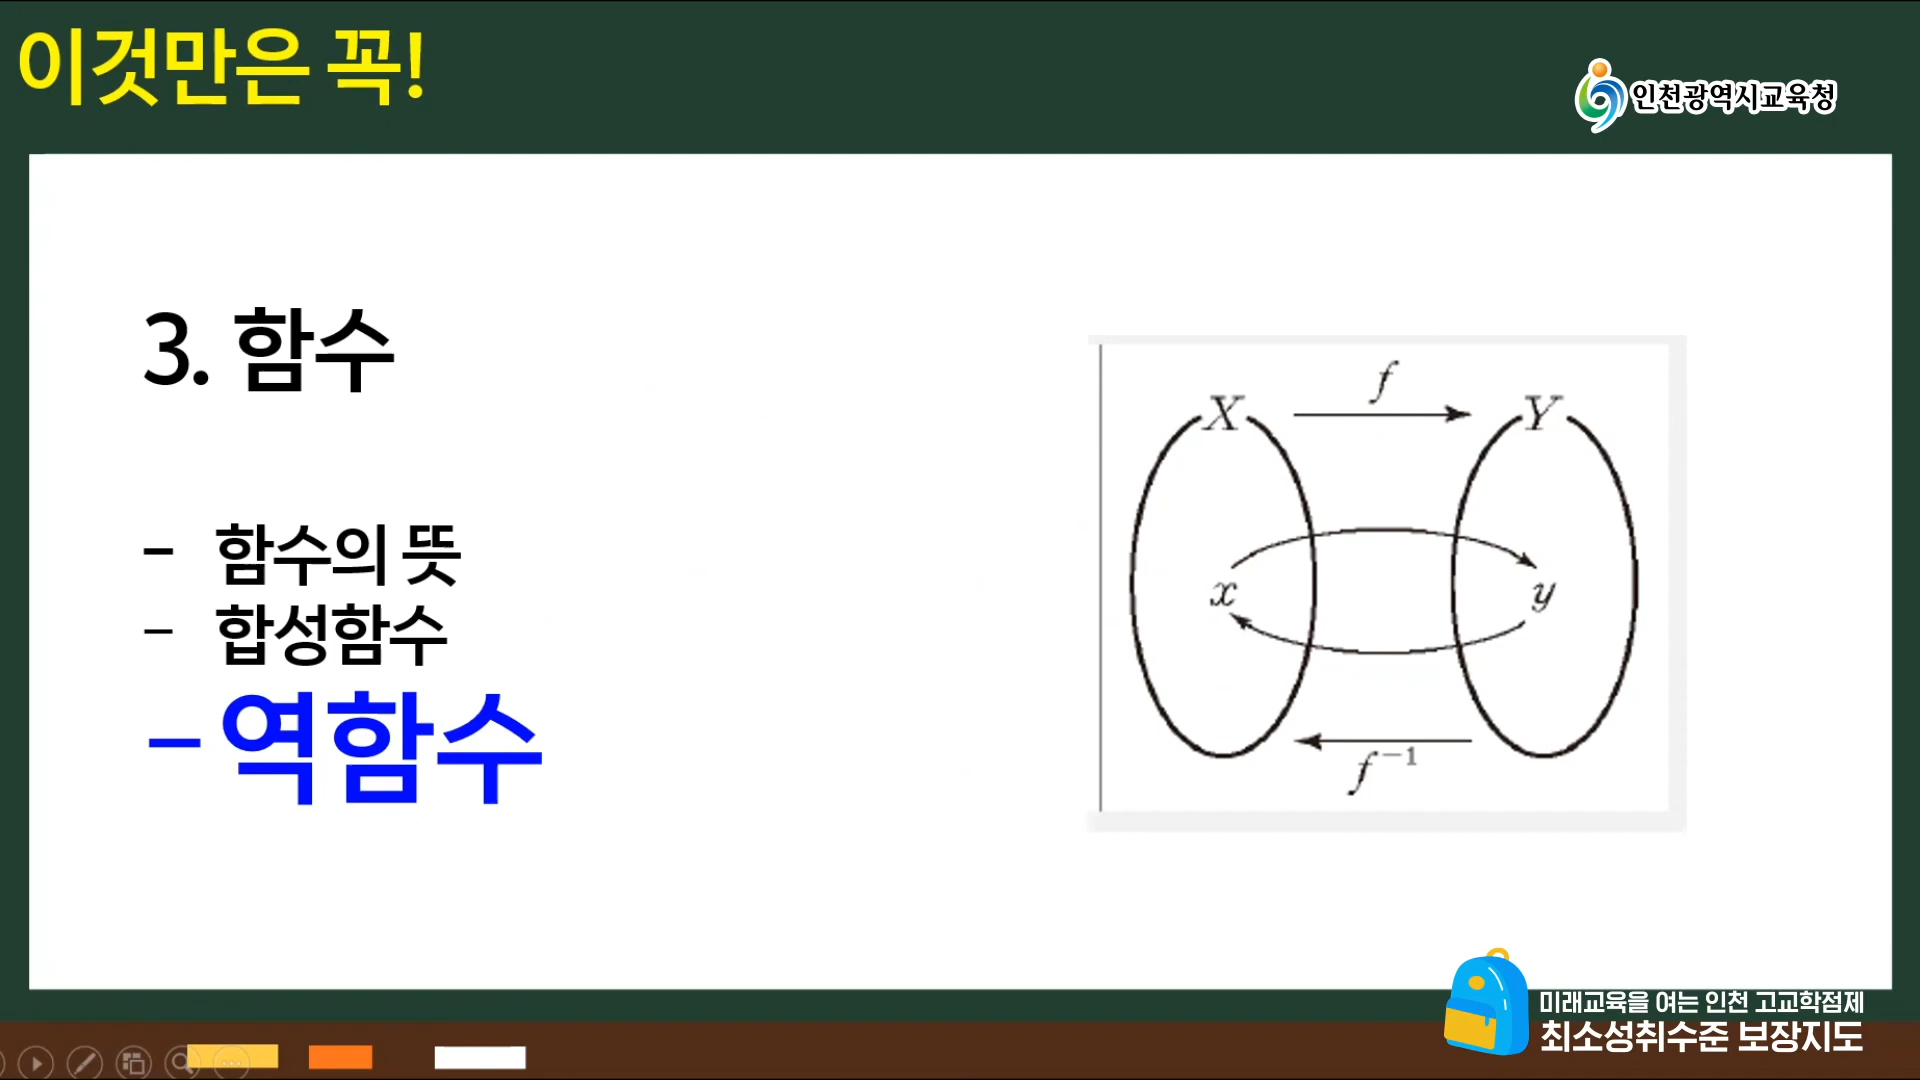 이것만은 꼭!
인천광역시교육청
3. 함수
- 함수의 뜻
- 합성함수
- 역함수
f
X Y
x y
f⁻¹
미래교육을 여는 인천 고교학점제
최소성취수준 보장지도